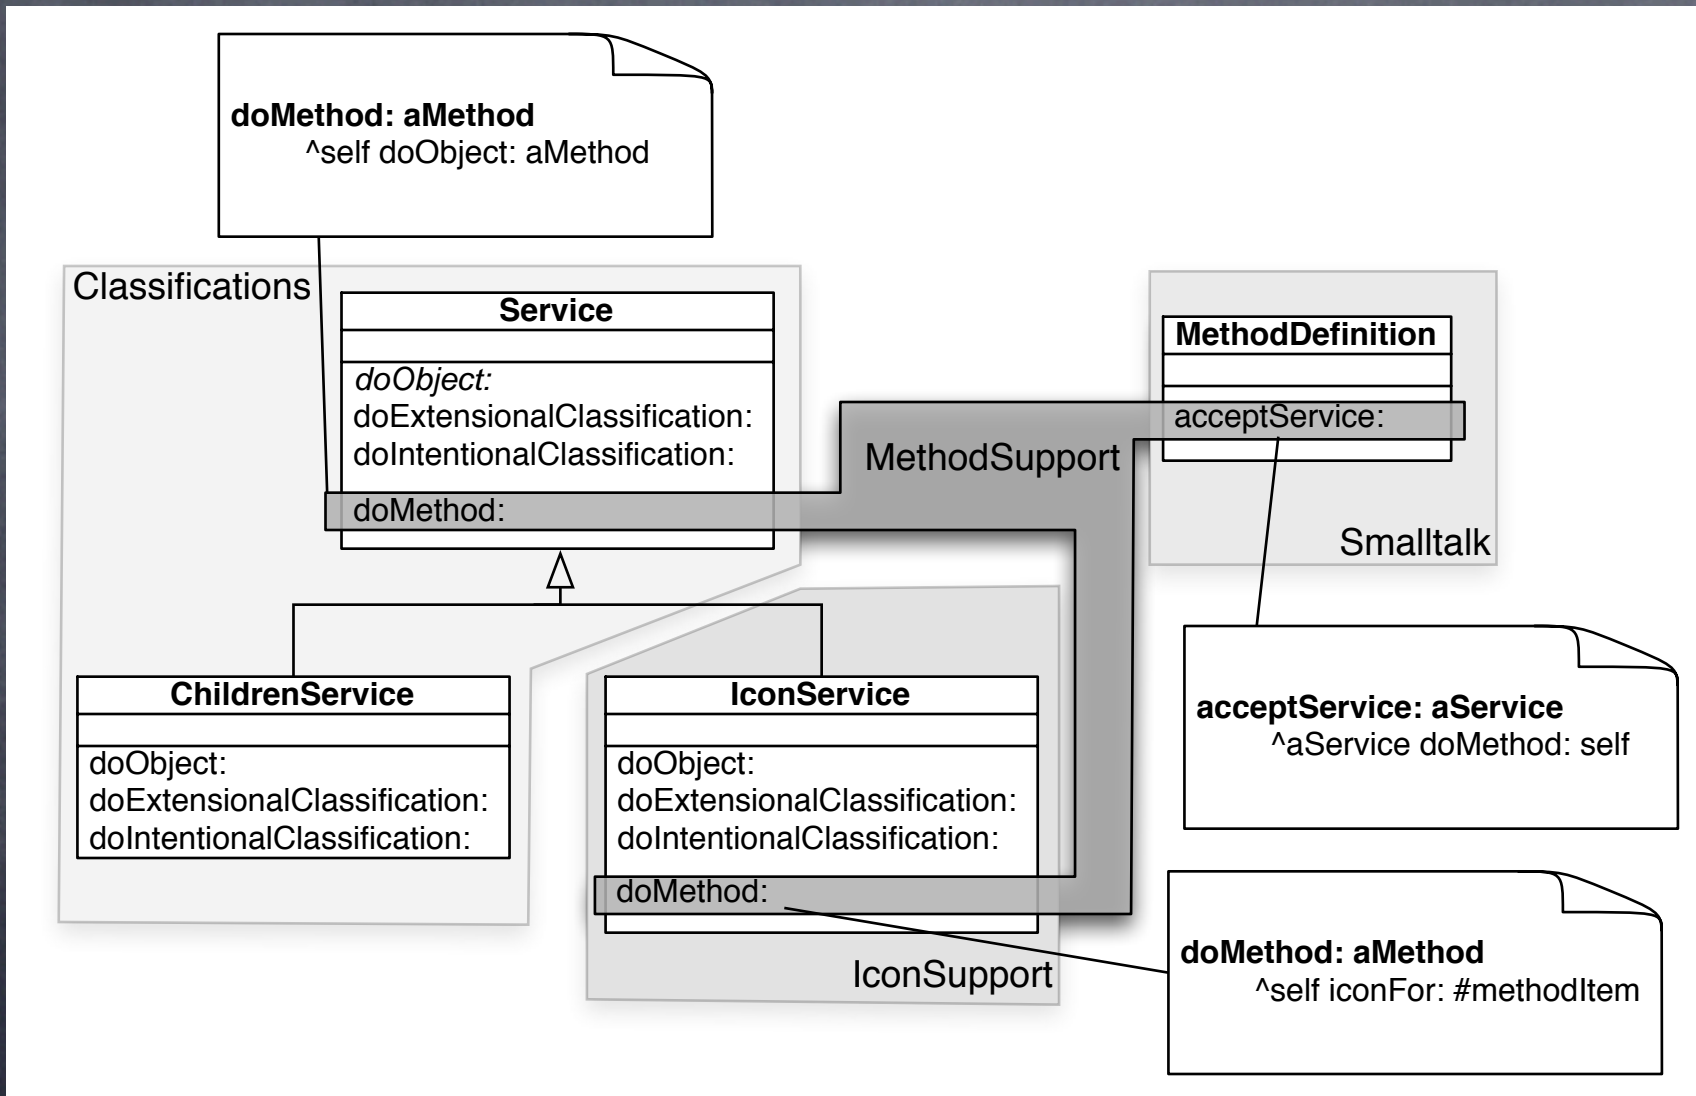 doMethod: aMethod
^self doObject: aMethod
Classifications
Service
doObject:
doExtensionalClassification:
doIntentionalClassification:
doMethod:
MethodSupport
MethodDefinition
acceptService:
Smalltalk
acceptService: aService
^aService doMethod: self
ChildrenService
doObject:
doExtensionalClassification:
doIntentionalClassification:
IconService
doObject:
doExtensionalClassification:
doIntentionalClassification:
doMethod:
IconSupport
doMethod: aMethod
^self iconFor: #methodItem